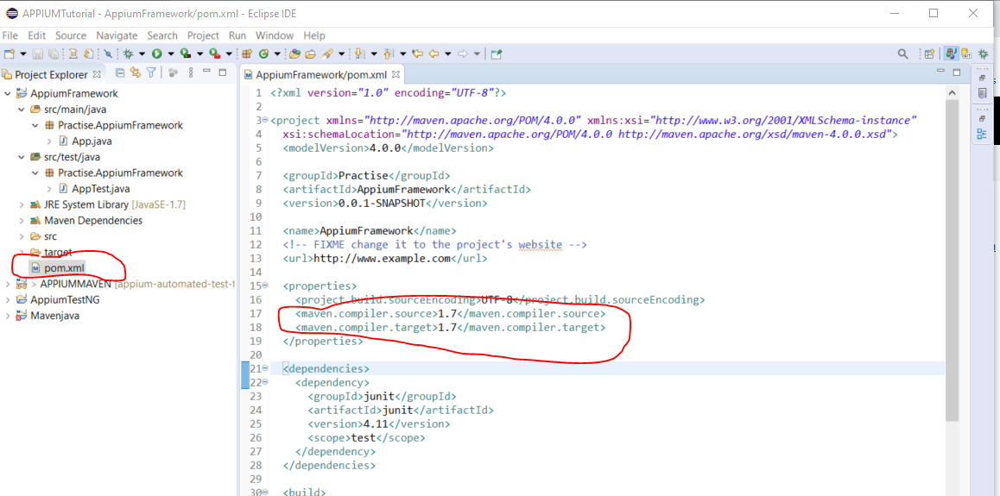 APPIUMTutorial - AppiumFramework/pom.xml - Eclipse IDE
File Edit Source Navigate Search Project Run Window Help
Project Explorer
AppiumFramework
src/main/java
Practise.AppiumFramework
App.java
src/test/java
Practise.AppiumFramework
AppTest.java
JRE System Library [JavaSE-1.7]
Maven Dependencies
src
target
pom.xml
> APPIUMMAVEN [appium-automated-test-f
AppiumTestNG
Mavenjava
AppiumFramework/pom.xml
1 <?xml version="1.0" encoding="UTF-8"?>
2
3 <project xmlns="http://maven.apache.org/POM/4.0.0" xmlns:xsi="http://www.w3.org/2001/XMLSchema-instance"
4 xsi:schemaLocation="http://maven.apache.org/POM/4.0.0 http://maven.apache.org/xsd/maven-4.0.0.xsd">
5 <modelVersion>4.0.0</modelVersion>
6
7 <groupId>Practise</groupId>
8 <artifactId>AppiumFramework</artifactId>
9 <version>0.0.1-SNAPSHOT</version>
10
11 <name>AppiumFramework</name>
12 <!-- FIXME change it to the project's website -->
13 <url>http://www.example.com</url>
14
15 <properties>
16 <project.build.sourceEncoding>UTF-8</project.build.sourceEncoding>
17 <maven.compiler.source>1.7</maven.compiler.source>
18 <maven.compiler.target>1.7</maven.compiler.target>
19 </properties>
20
21 <dependencies>
22 <dependency>
23 <groupId>junit</groupId>
24 <artifactId>junit</artifactId>
25 <version>4.11</version>
26 <scope>test</scope>
27 </dependency>
28 </dependencies>
29
30 <build>